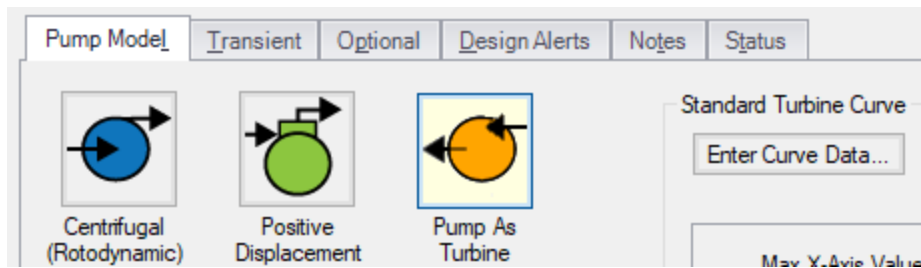 Pump Model Transient Optional Design Alerts Notes Status
Standard Turbine Curve
Enter Curve Data...
Centrifugal
(Rotodynamic)
Positive
Displacement
Pump As
Turbine
Max X-Axis Value